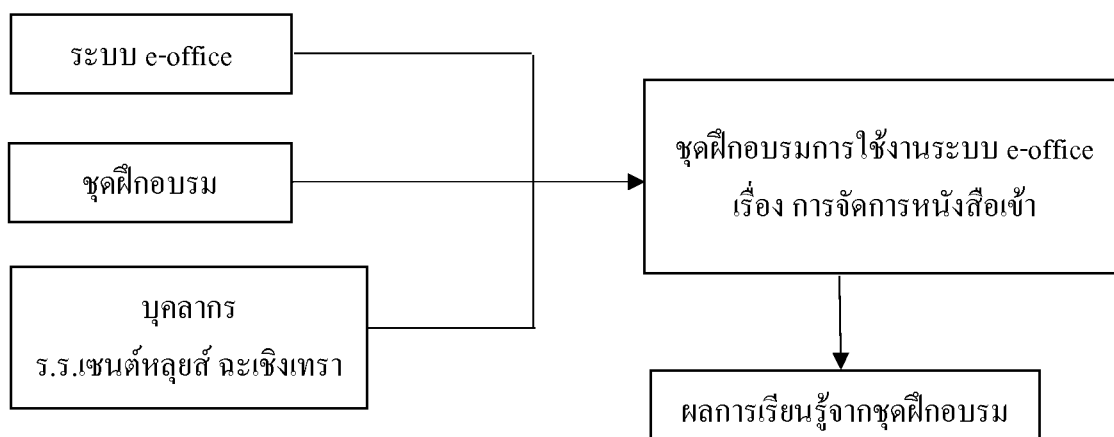 ระบบ e-office
ชุดฝึกอบรม
บุคลากร
ร.ร.เซนต์หลุยส์ ฉะเชิงเทรา
ชุดฝึกอบรมการใช้งานระบบ e-office
เรื่อง การจัดการหนังสือเข้า
ผลการเรียนรู้จากชุดฝึกอบรม